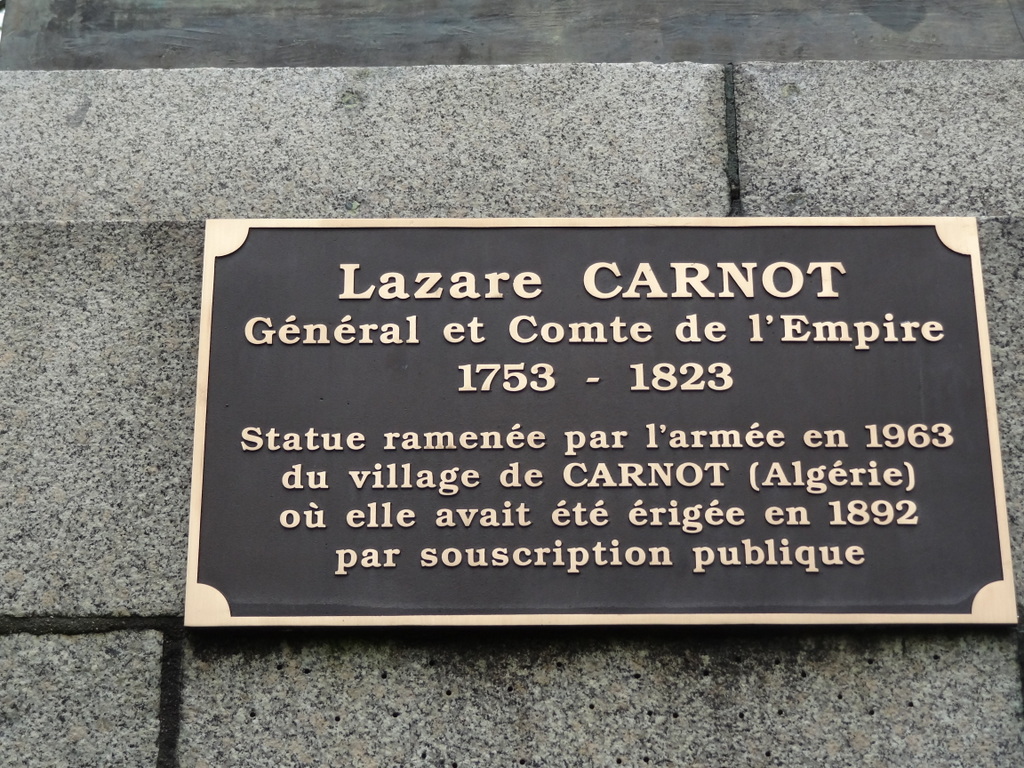 Lazare CARNOT
Général et Comte de l'Empire
1753 - 1823
Statue ramenée par l'armée en 1963
du village de CARNOT (Algérie)
où elle avait été érigée en 1892
par souscription publique